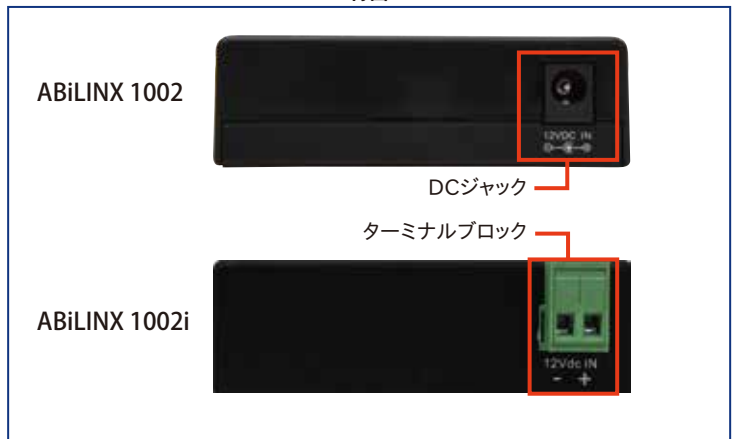 ABiLINX 1002
12VDC IN
DCジャック
ターミナルブロック
ABiLINX 1002i
12Vdc IN
- +